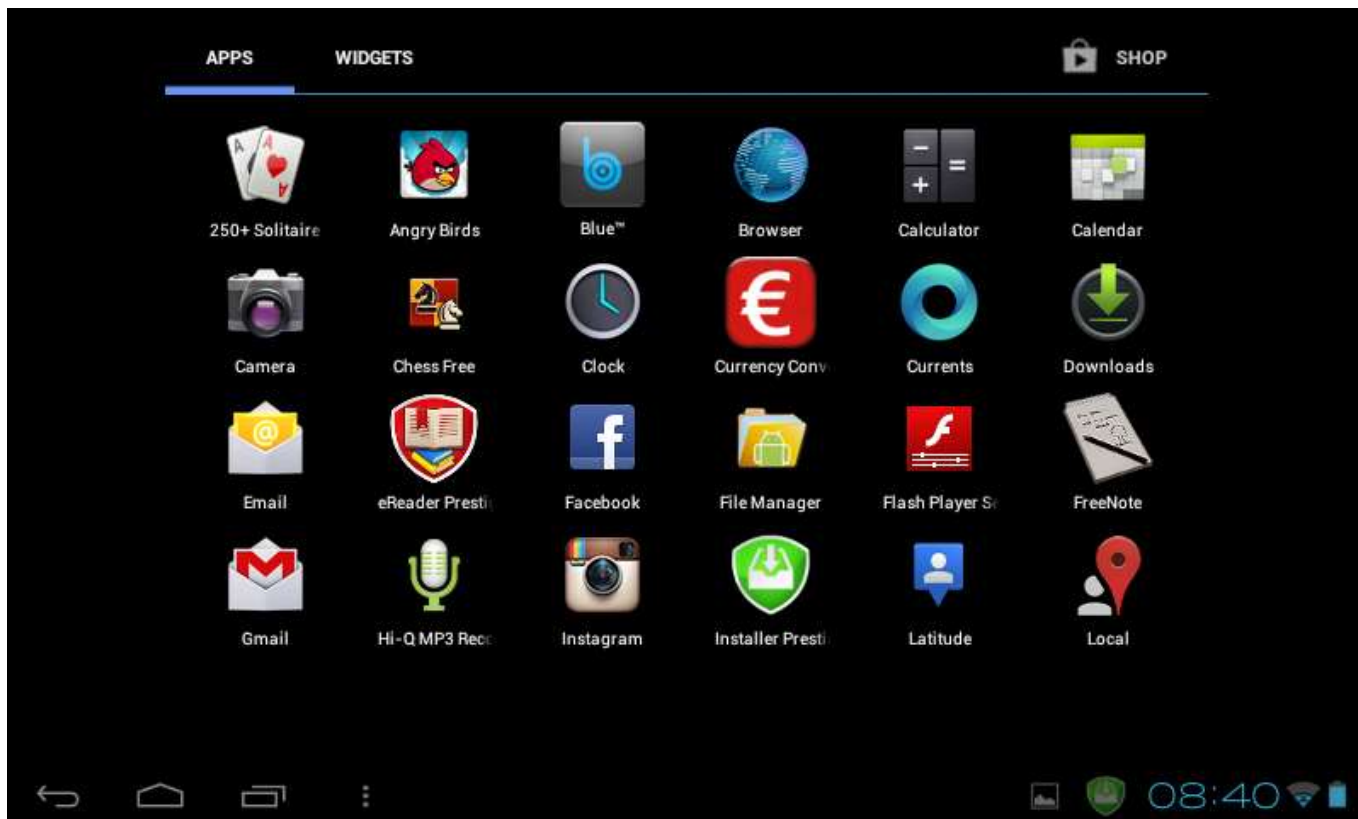 APPS WIDGETS SHOP
250+ Solitaire Angry Birds Blue™ Browser Calculator Calendar
Camera Chess Free Clock Currency Conv Currents Downloads
Email eReader Presti Facebook File Manager Flash Player Se FreeNote
Gmail Hi-Q MP3 Reco Instagram Installer Presti Latitude Local
08:40